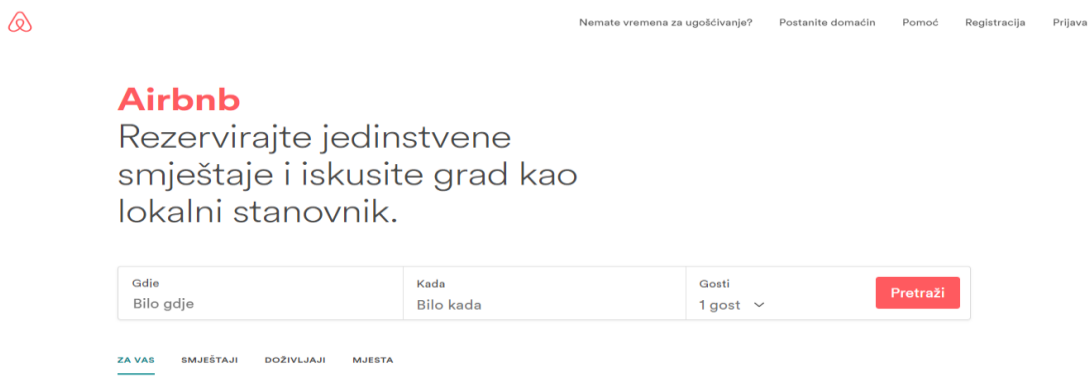 Nemate vremena za ugošćivanje? Postanite domaćin Pomoć Registracija Prijava
Airbnb
Rezervirajte jedinstvene
smještaje i iskusite grad kao
lokalni stanovnik.
Gdje Kada Gosti
Bilo gdje Bilo kada 1 gost Pretraži
ZA VAS SMJEŠTAJI DOŽIVLJAJI MJESTA